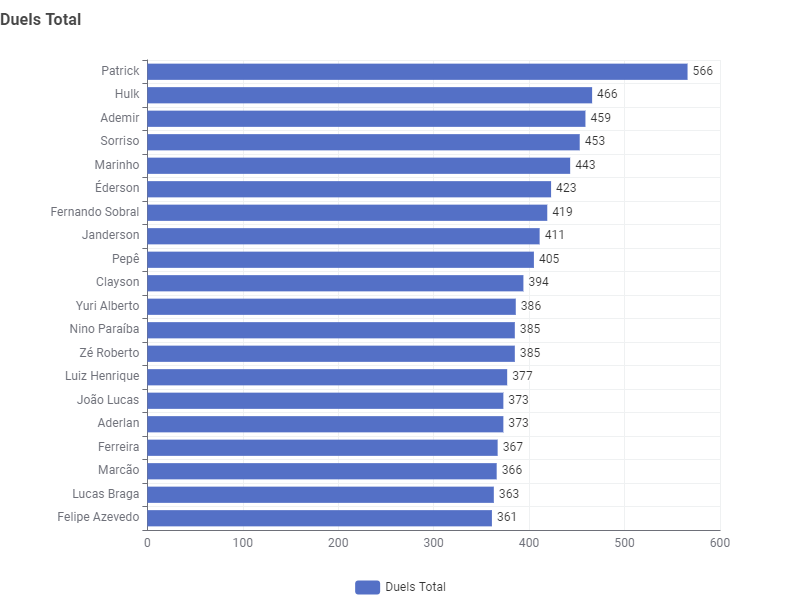 Duels Total
Patrick 566
Hulk 466
Ademir 459
Sorriso 453
Marinho 443
Éderson 423
Fernando Sobral 419
Janderson 411
Pepê 405
Clayson 394
Yuri Alberto 386
Nino Paraíba 385
Zé Roberto 385
Luiz Henrique 377
João Lucas 373
Aderlan 373
Ferreira 367
Marcão 366
Lucas Braga 363
Felipe Azevedo 361
0 100 200 300 400 500 600
Duels Total